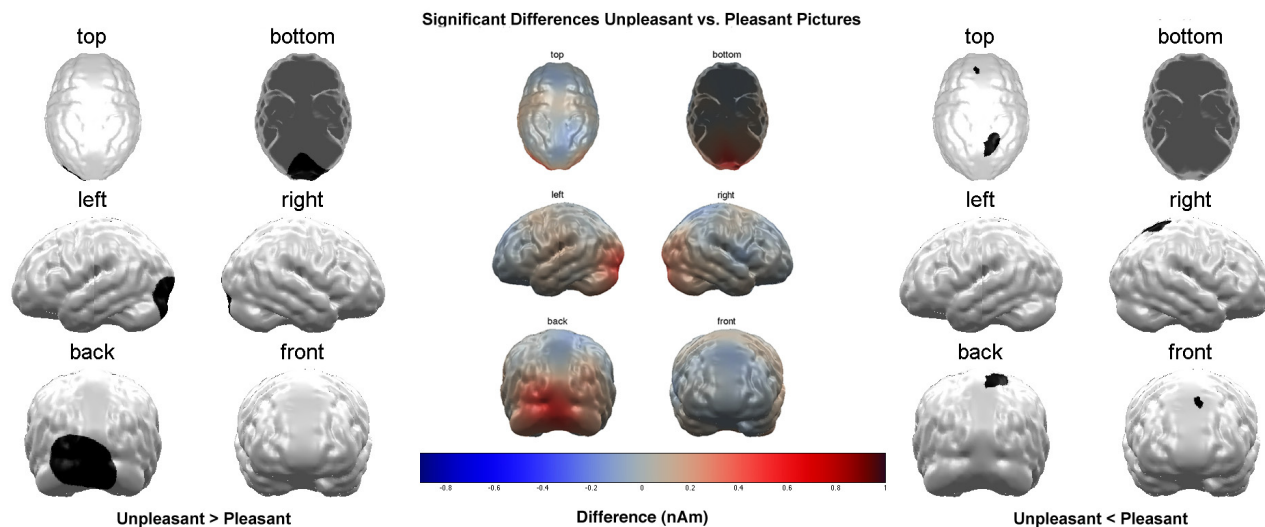 Significant Differences Unpleasant vs. Pleasant Pictures
top bottom
left right
back front
Unpleasant > Pleasant
top bottom
left right
back front
-0.8 -0.6 -0.4 -0.2 0 0.2 0.4 0.6 0.8 1
Difference (nAm)
top bottom
left right
back front
Unpleasant < Pleasant